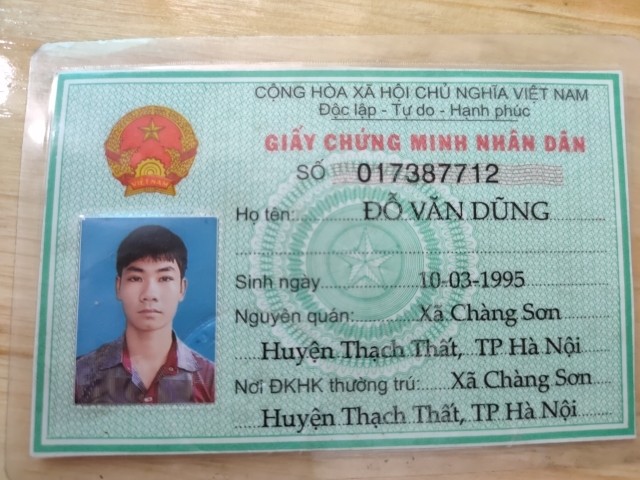 CỘNG HÒA XÃ HỘI CHỦ NGHĨA VIỆT NAM
Độc lập - Tự do - Hạnh phúc
GIẤY CHỨNG MINH NHÂN DÂN
SỐ 017387712
Họ tên: ĐỖ VĂN DŨNG
Sinh ngày 10-03-1995
Nguyên quán: Xã Chàng Sơn
Huyện Thạch Thất, TP Hà Nội
Nơi ĐKHK thường trú: Xã Chàng Sơn
Huyện Thạch Thất, TP Hà Nội
VIỆT NAM